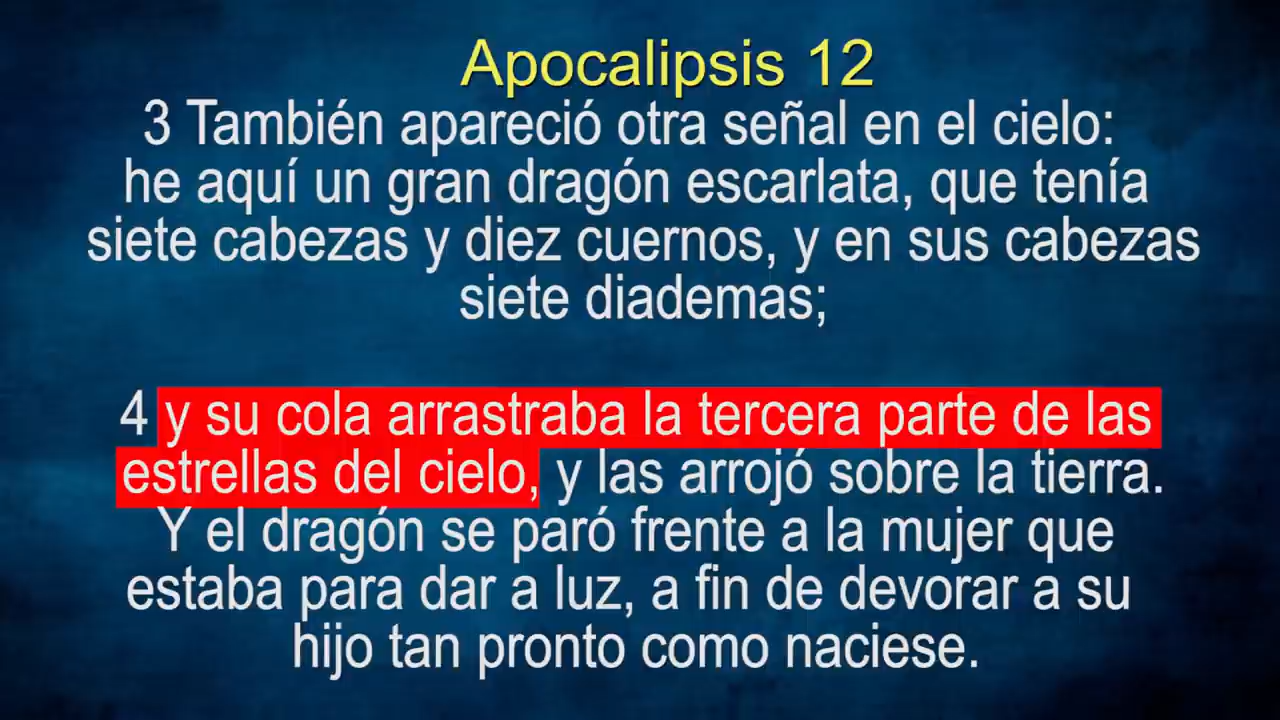 Apocalipsis 12
3 También apareció otra señal en el cielo:
he aquí un gran dragón escarlata, que tenía
siete cabezas y diez cuernos, y en sus cabezas
siete diademas;
4 y su cola arrastraba la tercera parte de las
estrellas del cielo, y las arrojó sobre la tierra.
Y el dragón se paró frente a la mujer que
estaba para dar a luz, a fin de devorar a su
hijo tan pronto como naciese.